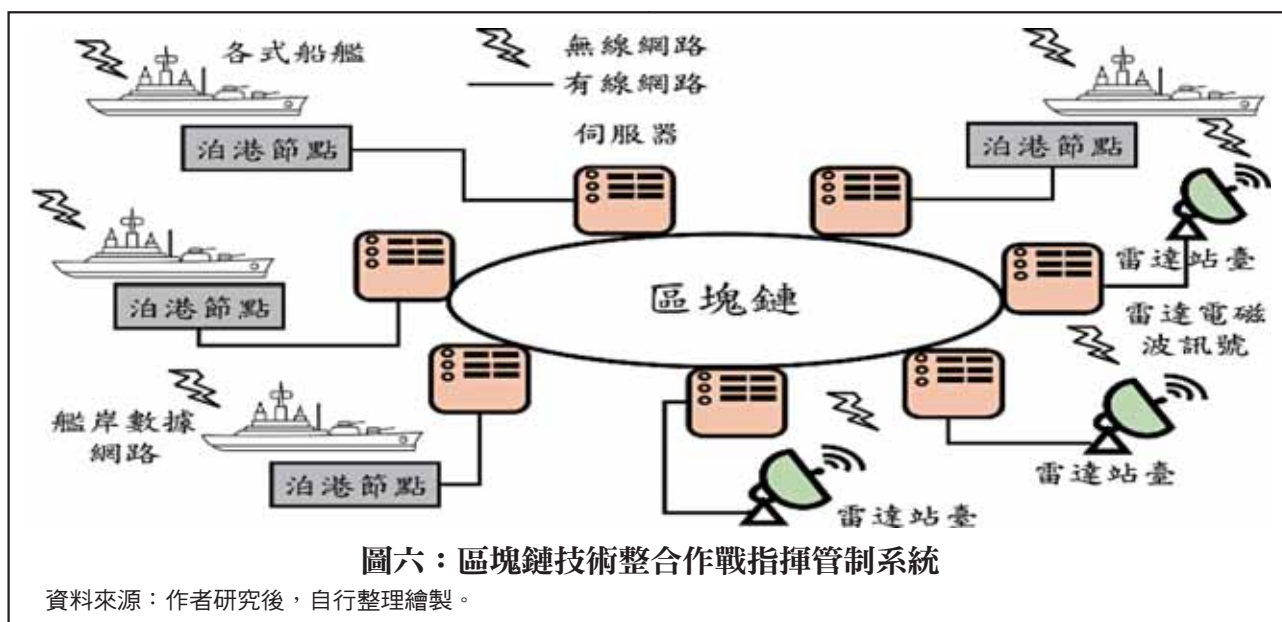 各式船艦
無線網路
有線網路
伺服器
泊港節點
泊港節點
雷達站臺
泊港節點
區塊鏈
雷達電磁
波訊號
艦岸數據
網路
泊港節點
雷達站臺
雷達站臺
圖六：區塊鏈技術整合作戰指揮管制系統
資料來源：作者研究後，自行整理繪製。